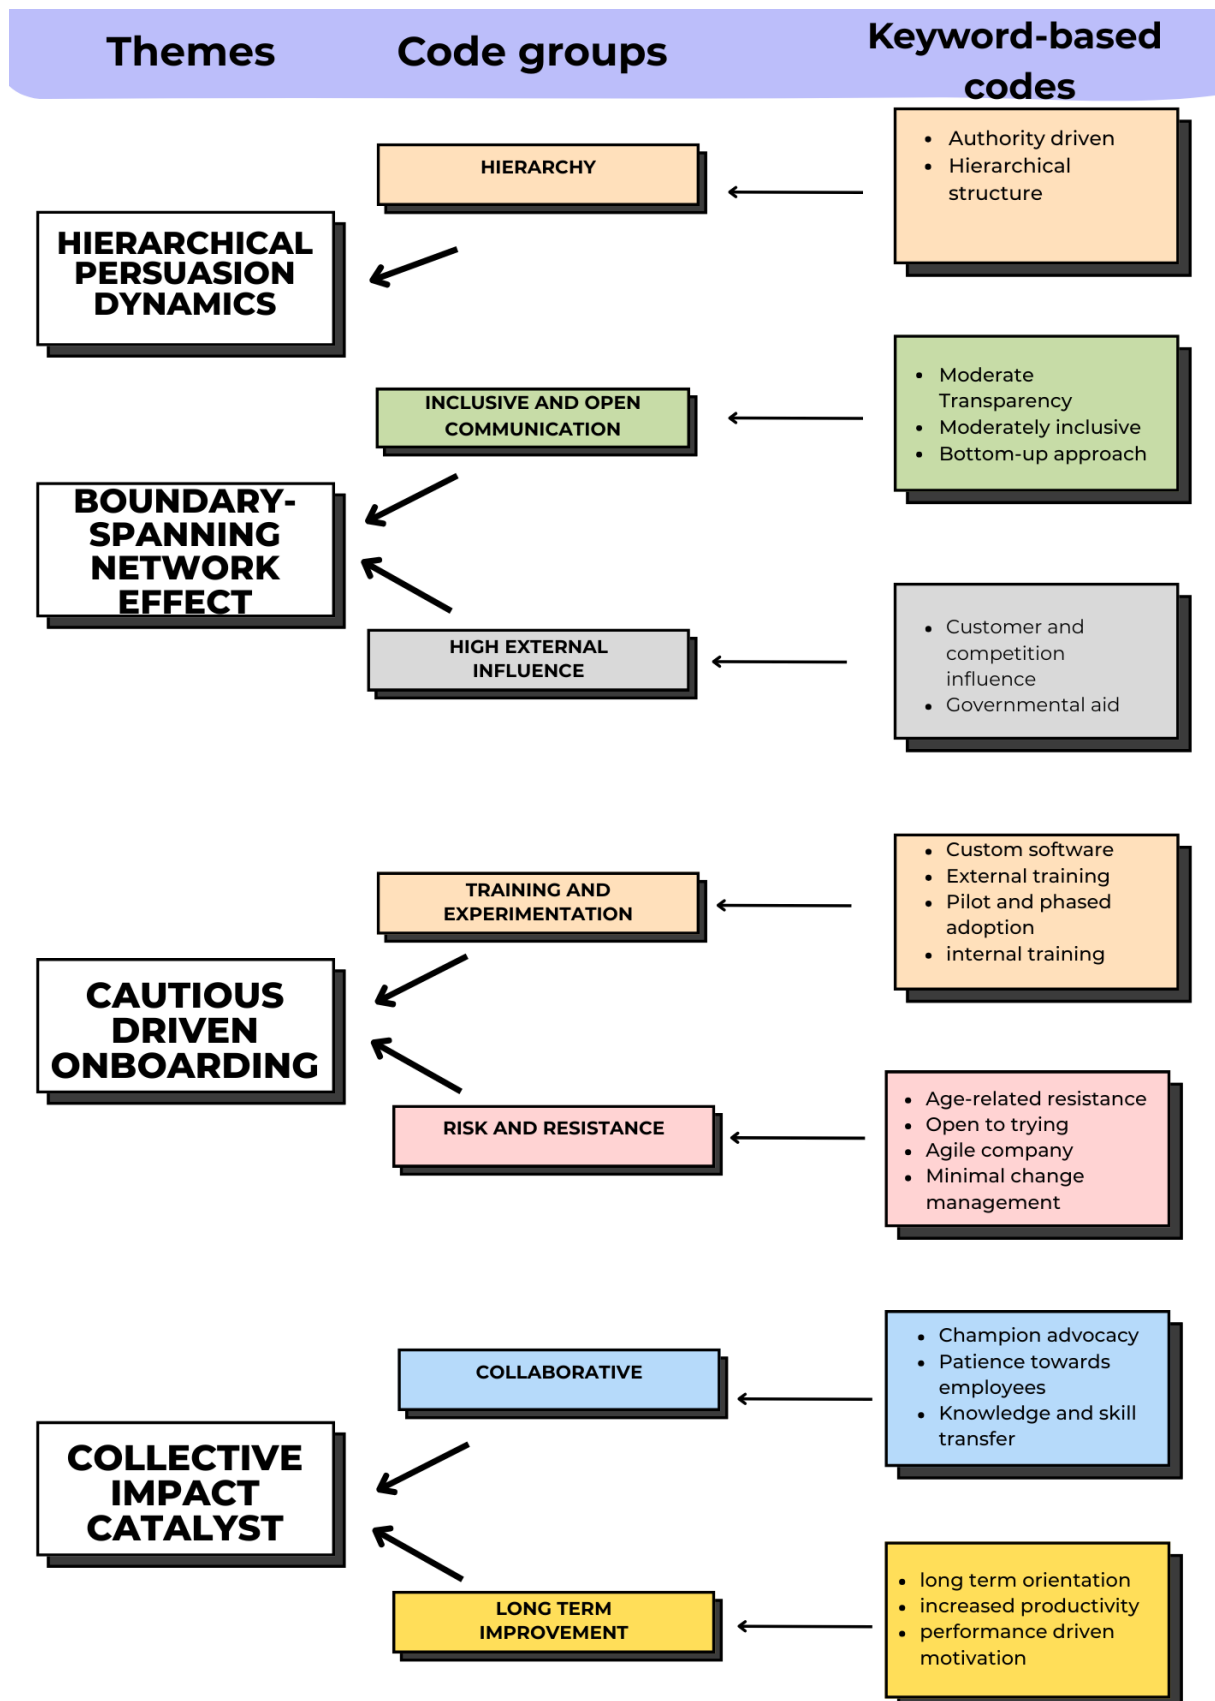 Themes
Code groups
Keyword-based
codes
HIERARCHICAL
PERSUASION
DYNAMICS
HIERARCHY
Authority driven
Hierarchical
structure
BOUNDARY-
SPANNING
NETWORK
EFFECT
INCLUSIVE AND OPEN
COMMUNICATION
Moderate
Transparency
Moderately inclusive
Bottom-up approach
HIGH EXTERNAL
INFLUENCE
Customer and
competition
influence
Governmental aid
CAUTIOUS
DRIVEN
ONBOARDING
TRAINING AND
EXPERIMENTATION
Custom software
External training
Pilot and phased
adoption
internal training
RISK AND RESISTANCE
Age-related resistance
Open to trying
Agile company
Minimal change
management
COLLECTIVE
IMPACT
CATALYST
COLLABORATIVE
Champion advocacy
Patience towards
employees
Knowledge and skill
transfer
LONG TERM
IMPROVEMENT
long term orientation
increased productivity
performance driven
motivation